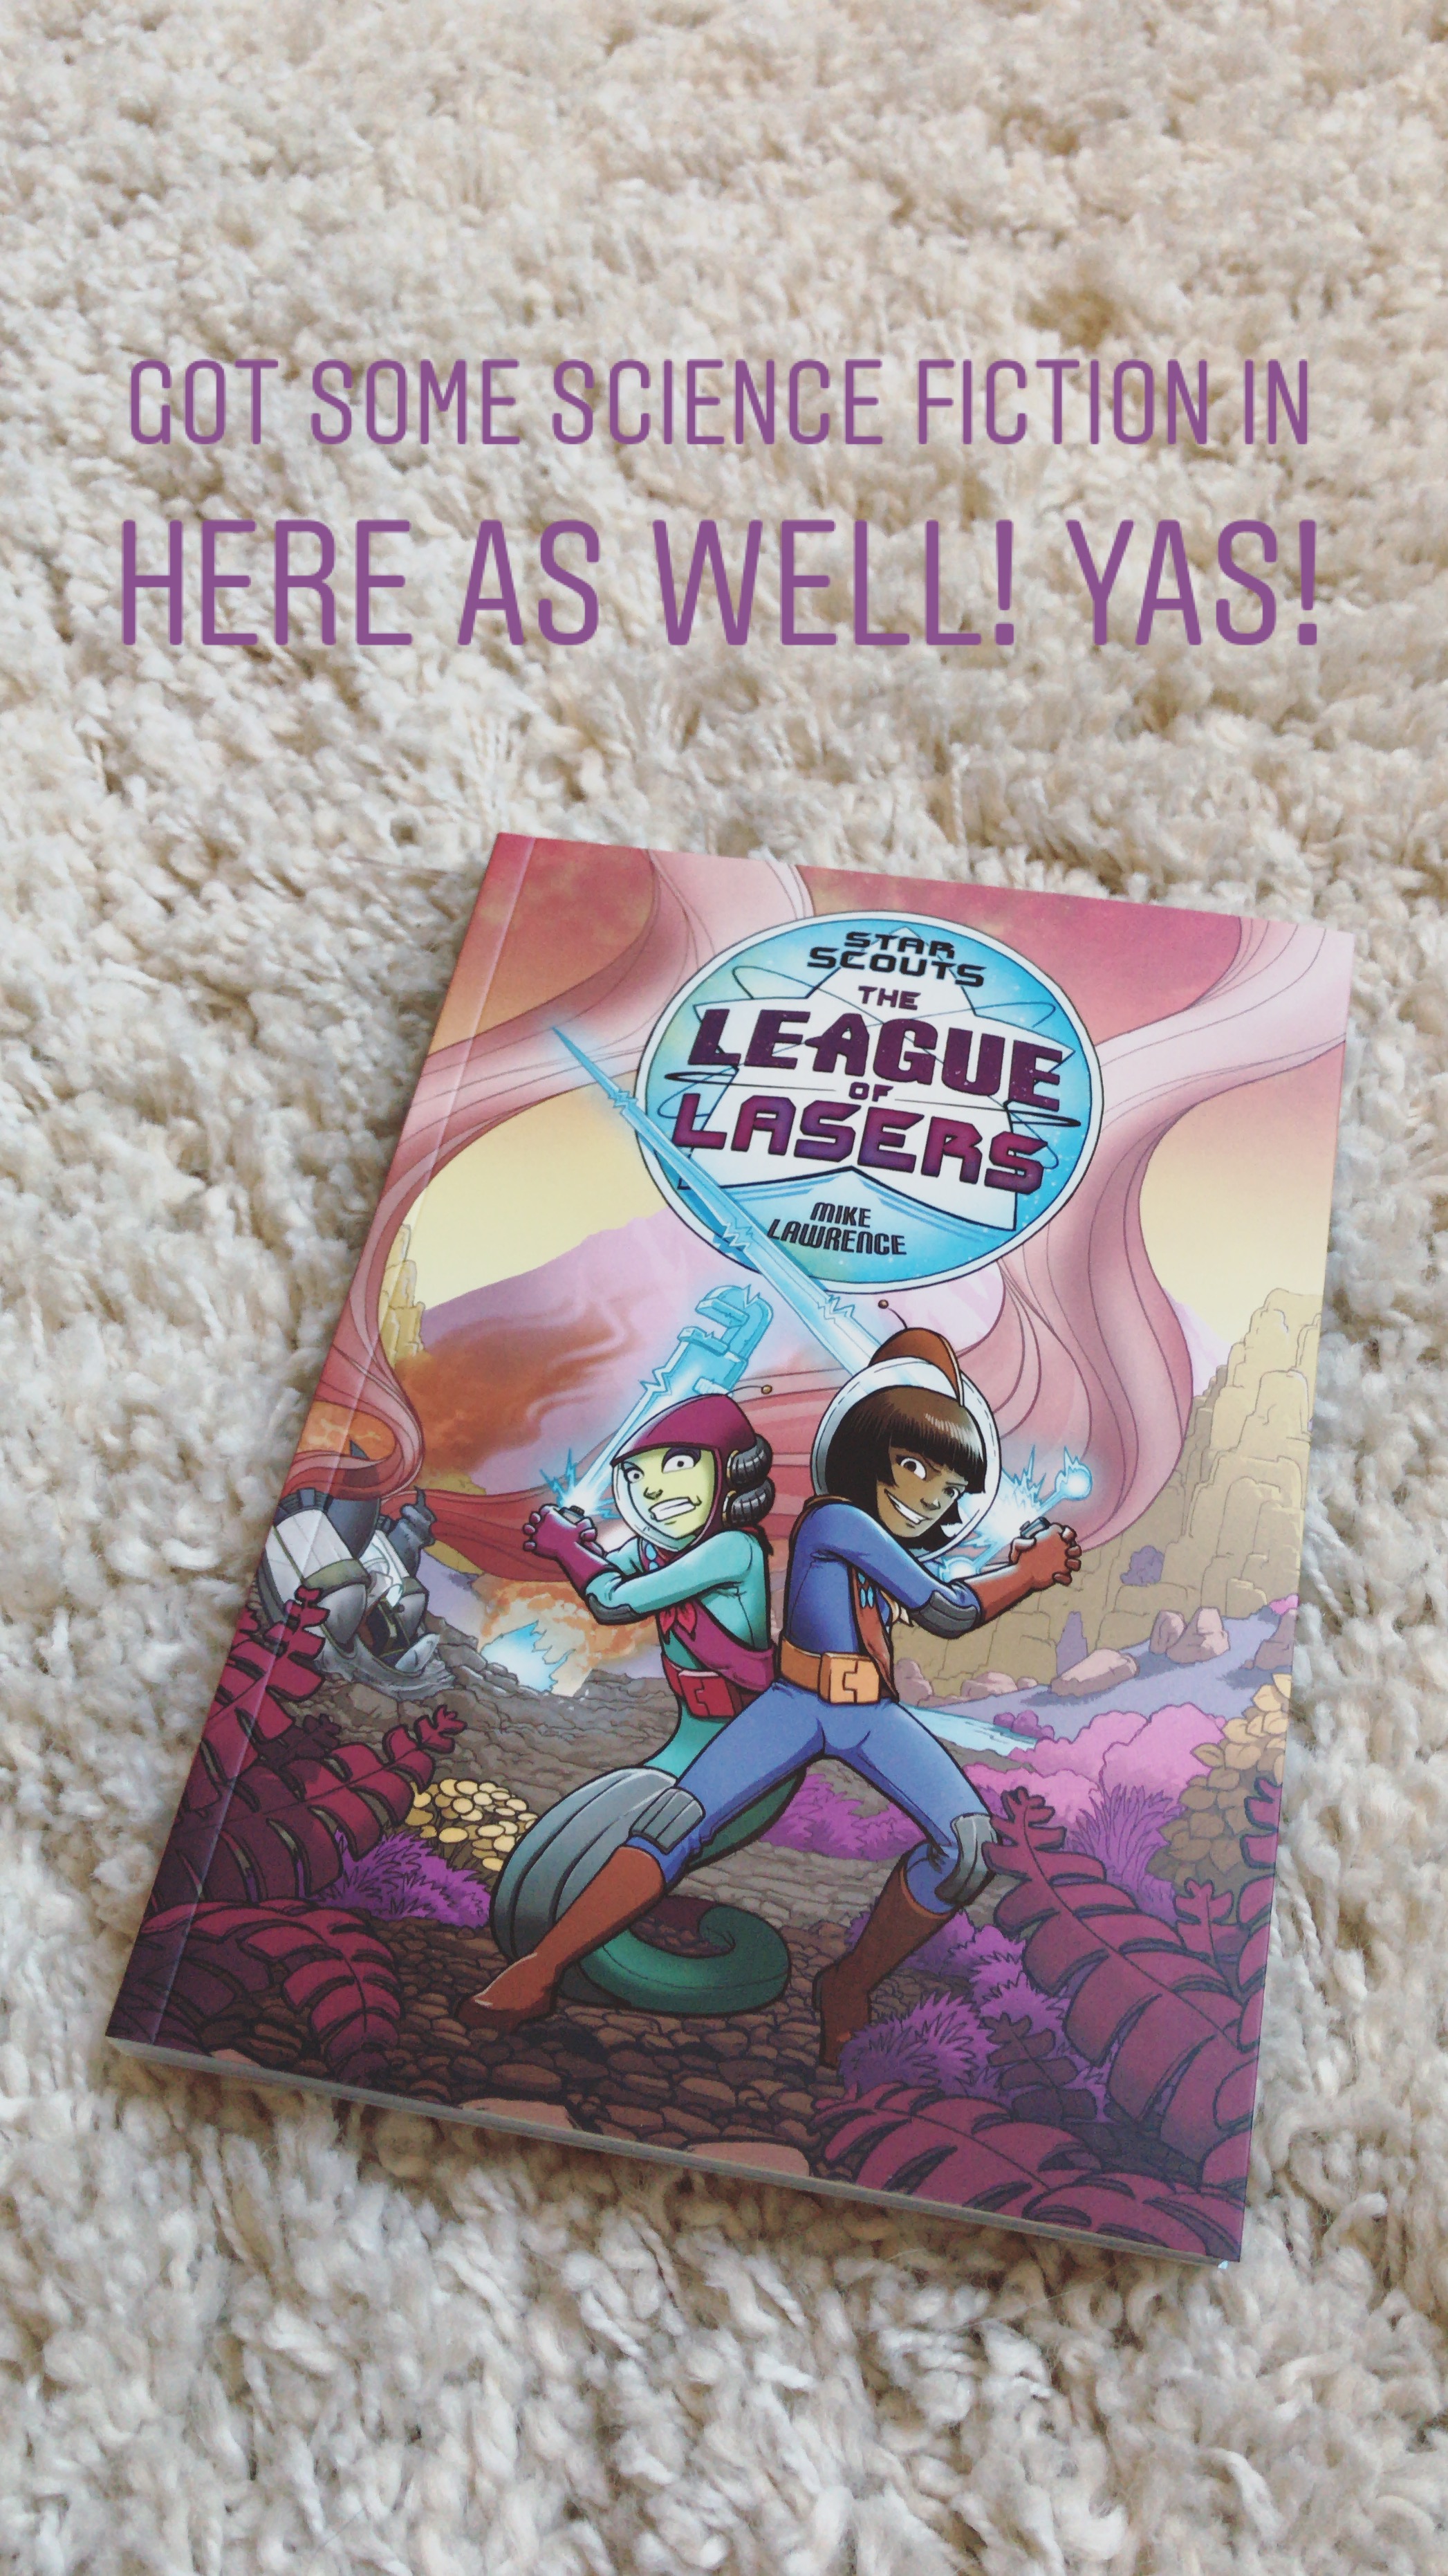 GOT SOME SCIENCE FICTION IN
HERE AS WELL! YAS!
STAR
SCOUTS
THE
LEAGUE
OF
LASERS
MIKE
LAWRENCE